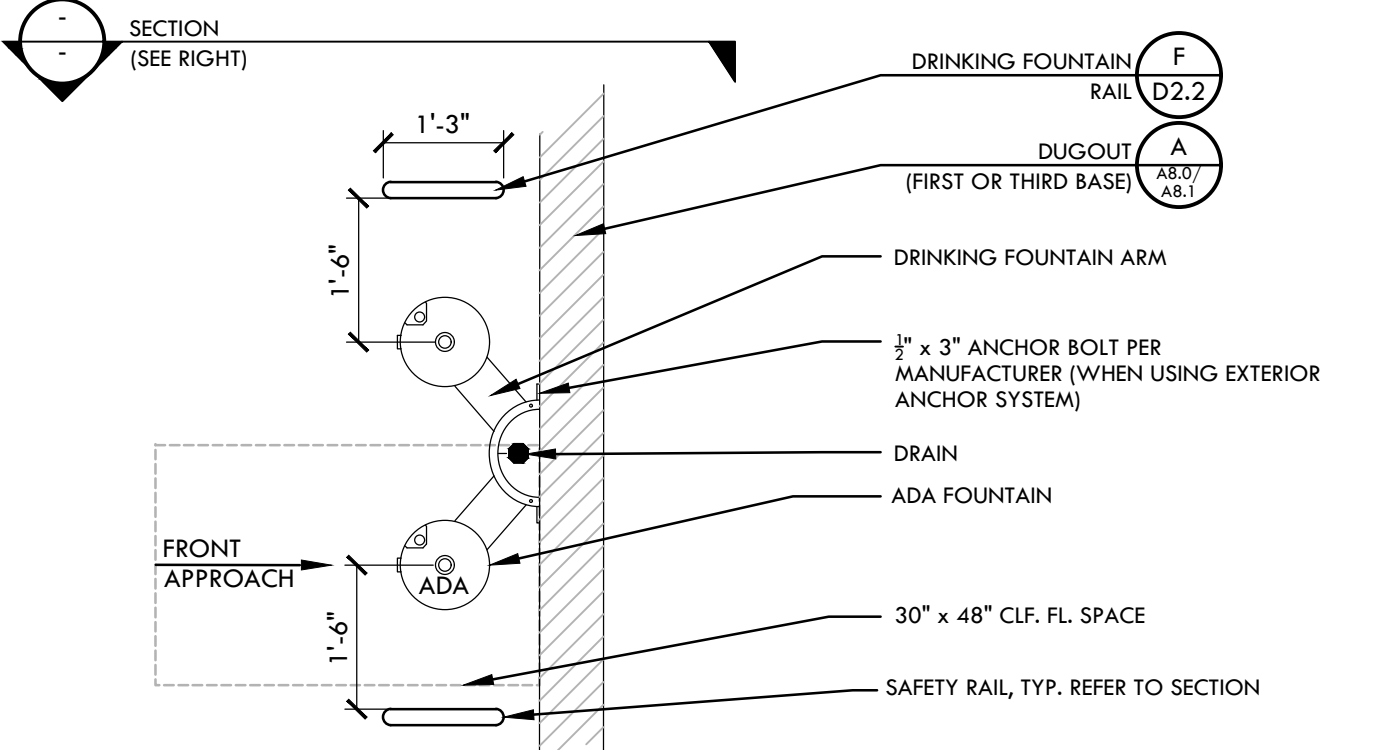 -
-
SECTION
(SEE RIGHT)
DRINKING FOUNTAIN
RAIL
F
D2.2
DUGOUT
(FIRST OR THIRD BASE)
A
A8.0/
A8.1
1'-3"
1'-6"
DRINKING FOUNTAIN ARM
1/2" x 3" ANCHOR BOLT PER
MANUFACTURER (WHEN USING EXTERIOR
ANCHOR SYSTEM)
DRAIN
ADA FOUNTAIN
FRONT
APPROACH
ADA
1'-6"
30" x 48" CLF. FL. SPACE
SAFETY RAIL, TYP. REFER TO SECTION